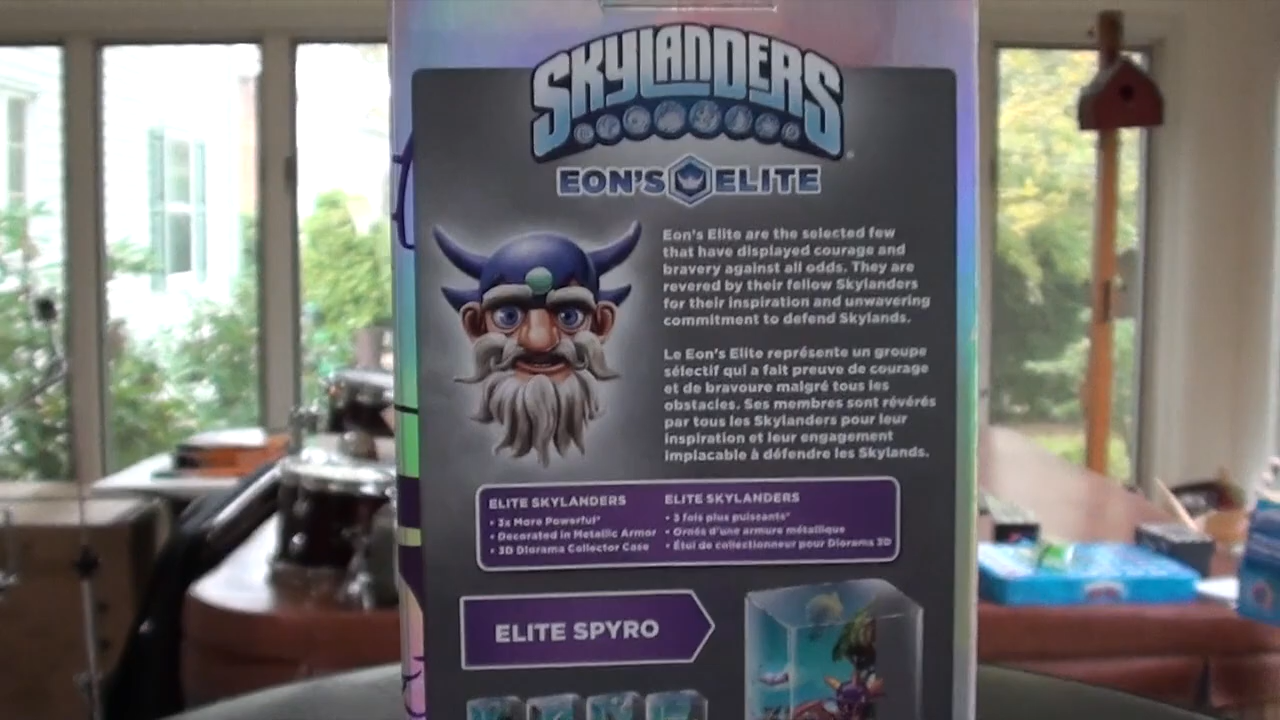 SKYLANDERS
EON'S ELITE
Eon's Elite are the selected few
that have displayed courage and
bravery against all odds. They are
revered by their fellow Skylanders
for their inspiration and unwavering
commitment to defend Skylands.
Le Eon's Elite représente un groupe
sélectif qui a fait preuve de courage
et de bravoure malgré tous les
obstacles. Ses membres sont révérés
par tous les Skylanders pour leur
inspiration et leur engagement
implacable à défendre les Skylands.
ELITE SKYLANDERS
• 3x More Powerful*
• Decorated in Metallic Armor
• 3D Diorama Collector Case
ELITE SKYLANDERS
• 3 fois plus puissants*
• Ornés d'une armure métallique
• Étui de collectionneur pour Diorama 3D
ELITE SPYRO